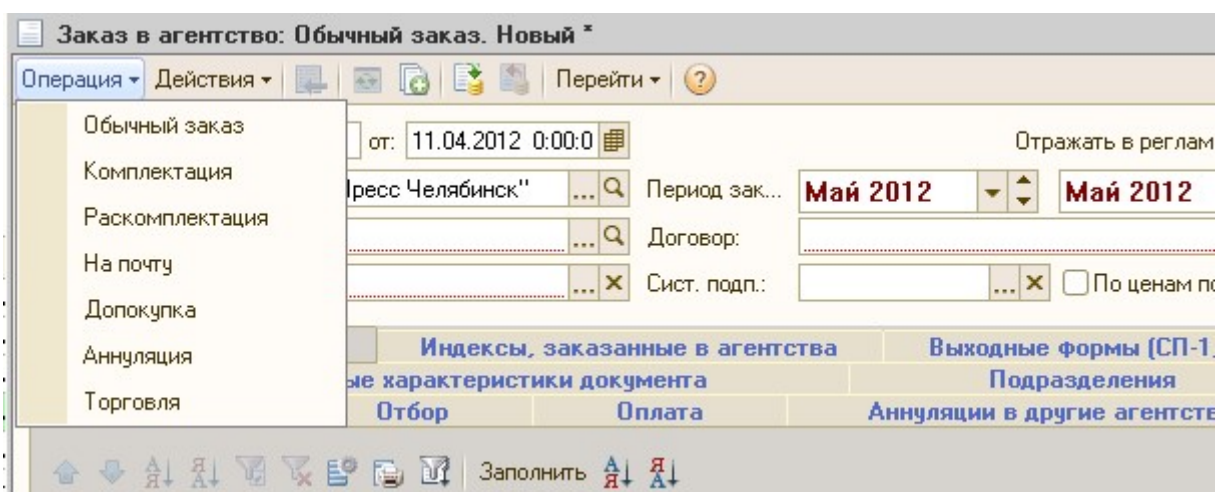 Заказ в агентство: Обычный заказ. Новый *
Операция Действия Перейти ?
Обычный заказ
Комплектация
Раскомплектация
На почту
Допокупка
Аннуляция
Торговля
от: 11.04.2012 0:00:0
Отражать в реглам
Пресс Челябинск" ... Период зак... Май 2012 Май 2012
... Договор:
... Сист. подп.: ... По ценам по
Индексы, заказанные в агентства Выходные формы (СП-1,
ые характеристики документа Подразделения
Отбор Оплата Аннуляции в другие агентств
Заполнить